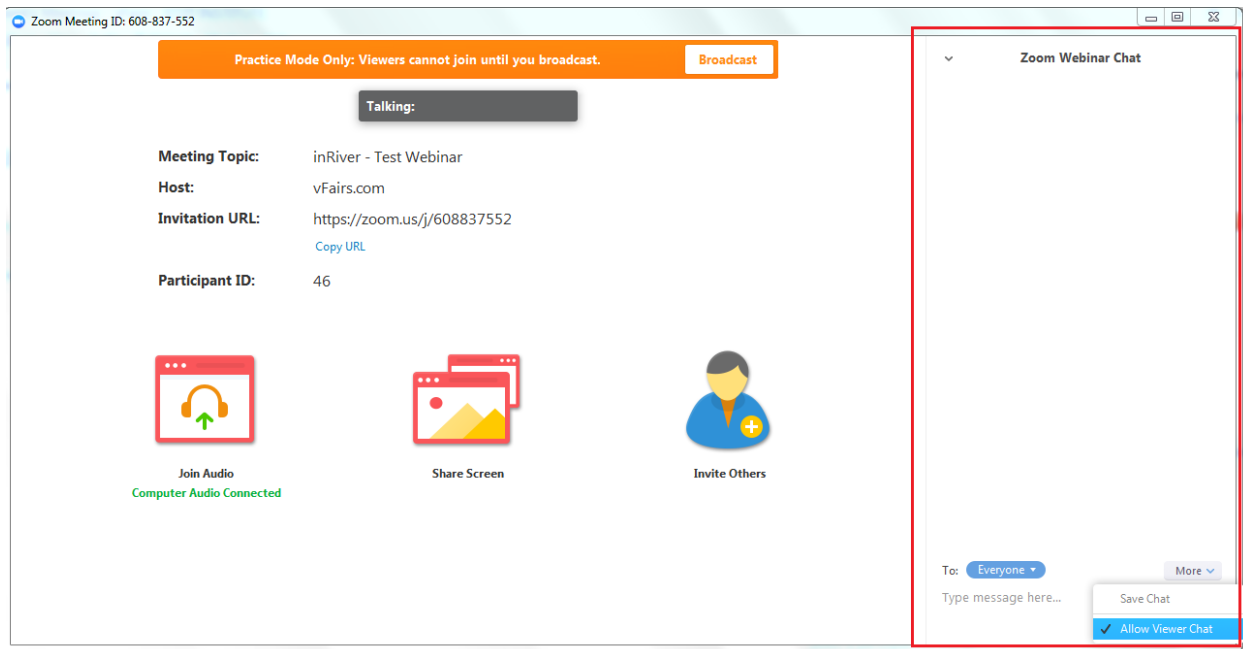 Zoom Meeting ID: 608-837-552
Practice Mode Only: Viewers cannot join until you broadcast.
Broadcast
Talking:
Meeting Topic: inRiver - Test Webinar
Host: vFairs.com
Invitation URL: https://zoom.us/j/608837552
Copy URL
Participant ID: 46
Join Audio
Computer Audio Connected
Share Screen
Invite Others
Zoom Webinar Chat
To: Everyone
More
Type message here...
Save Chat
Allow Viewer Chat